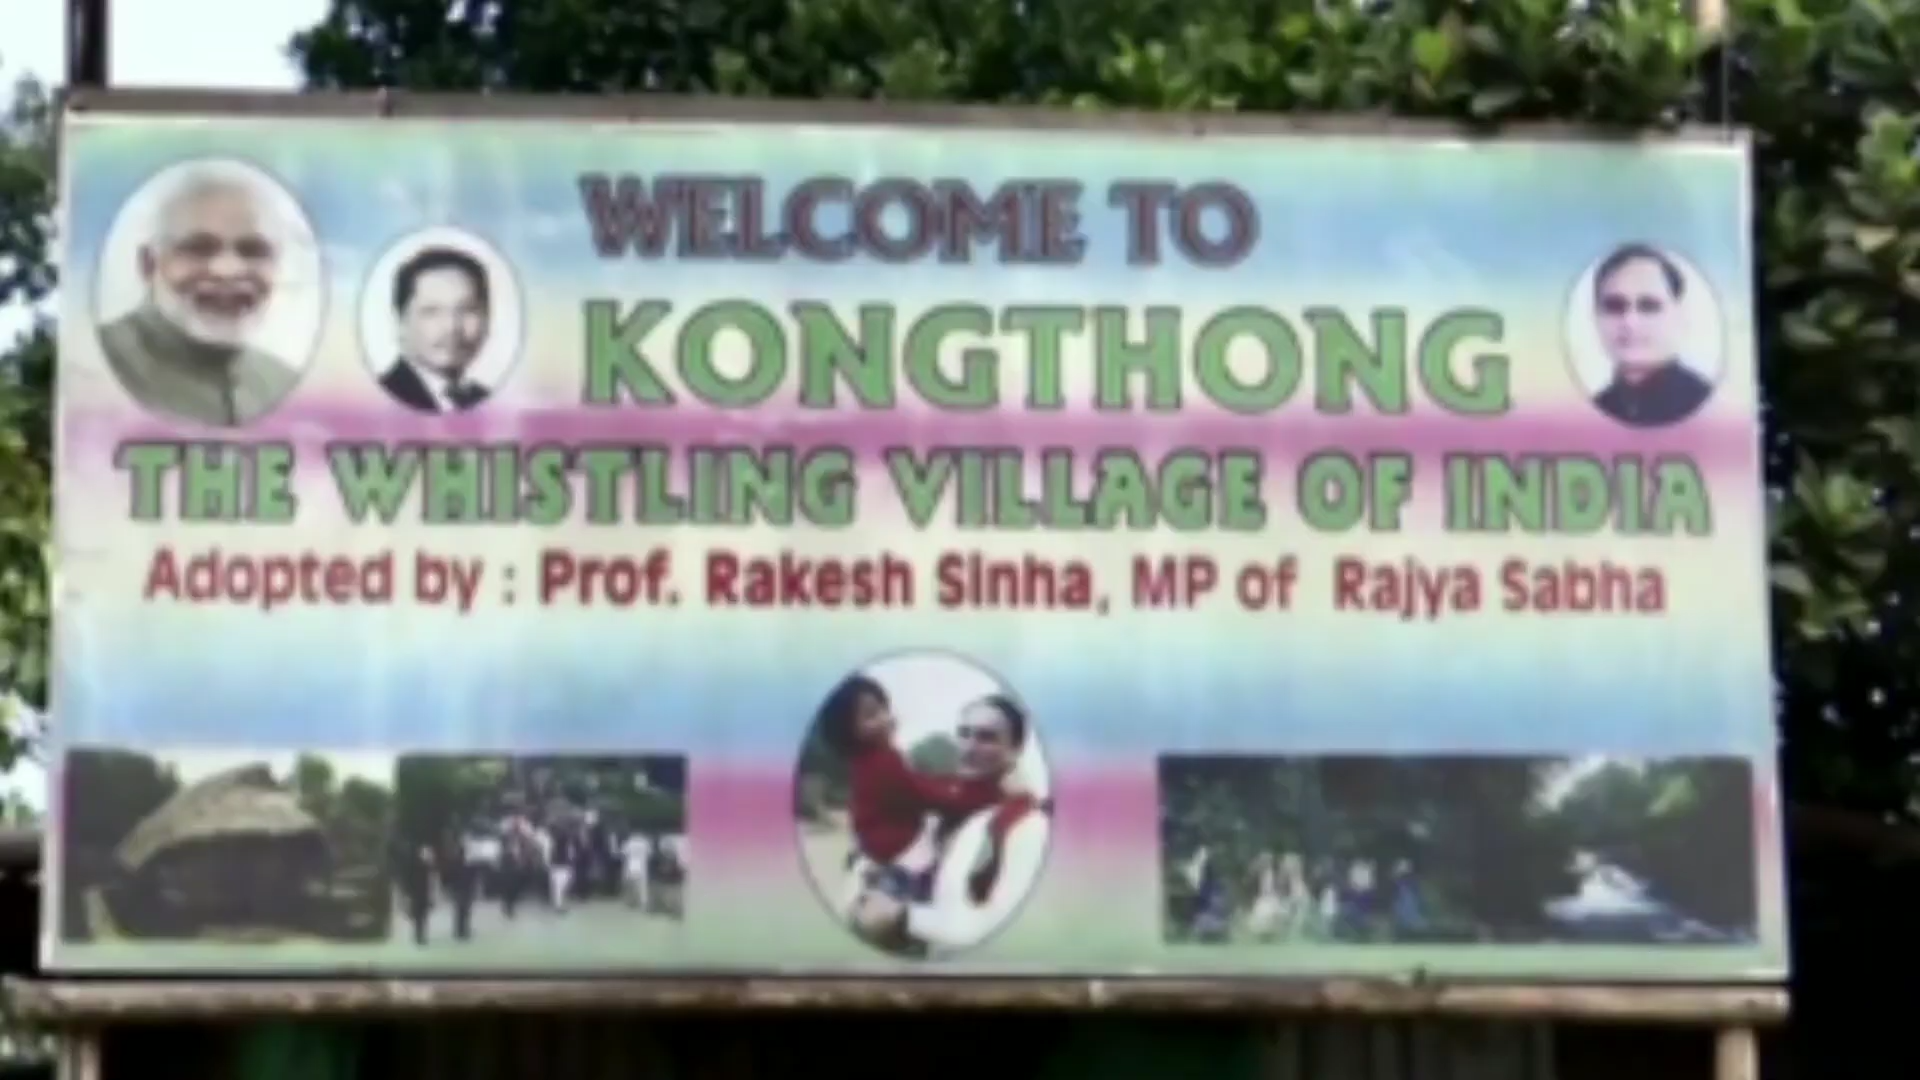 WELCOME TO
KONGTHONG
THE WHISTLING VILLAGE OF INDIA
Adopted by : Prof. Rakesh Sinha, MP of Rajya Sabha